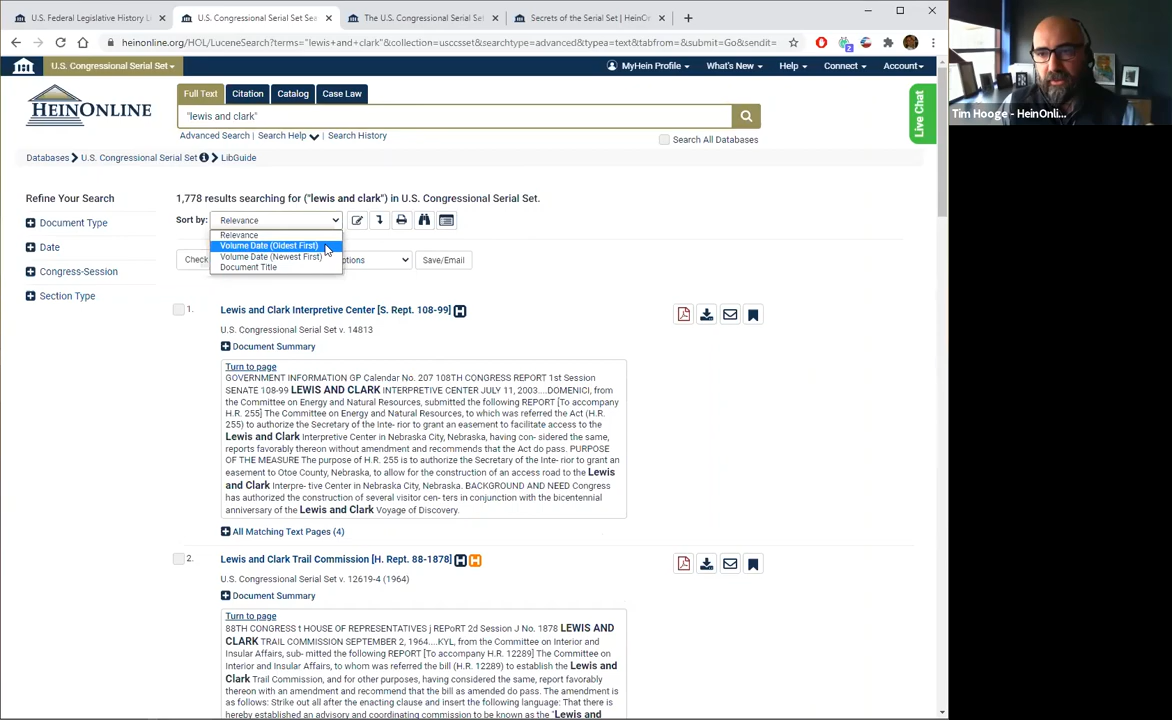 U.S. Federal Legislative History L
U.S. Congressional Serial Set Sea
The U.S. Congressional Serial Set
Secrets of the Serial Set | HeinOr
heinonline.org/HOL/LuceneSearch?terms="lewis+and+clark"&collection=usccsset&searchtype=advanced&typea=text&tabfrom=&submit=Go&sendit=
U.S. Congressional Serial Set
MyHein Profile
What's New
Help
Connect
Account
HEINONLINE
Full Text
Citation
Catalog
Case Law
"lewis and clark"
Advanced Search | Search Help
| Search History
Search All Databases
Live Chat
Tim Hooge - HeinOnli...
Databases
U.S. Congressional Serial Set
LibGuide
Refine Your Search
Document Type
Date
Congress-Session
Section Type
1,778 results searching for ("lewis and clark") in U.S. Congressional Serial Set.
Sort by:
Relevance
Relevance
Volume Date (Oldest First)
Volume Date (Newest First)
Document Title
Check
ptions
Save/Email
1.
Lewis and Clark Interpretive Center [S. Rept. 108-99]
U.S. Congressional Serial Set v. 14813
Document Summary
Turn to page
GOVERNMENT INFORMATION GP Calendar No. 207 108TH CONGRESS REPORT 1st Session
SENATE 108-99 LEWIS AND CLARK INTERPRETIVE CENTER JULY 11, 2003....DOMENICI, from
the Committee on Energy and Natural Resources, submitted the following REPORT [To accompany
H.R. 255] The Committee on Energy and Natural Resources, to which was referred the Act (H.R.
255) to authorize the Secretary of the Inte- rior to grant an easement to facilitate access to the
Lewis and Clark Interpretive Center in Nebraska City, Nebraska, having con- sidered the same,
reports favorably thereon without amendment and recommends that the Act do pass. PURPOSE
OF THE MEASURE The purpose of H.R. 255 is to authorize the Secretary of the Inte- rior to grant an
easement to Otoe County, Nebraska, to allow for the construction of an access road to the Lewis
and Clark Interpre- tive Center in Nebraska City, Nebraska. BACKGROUND AND NEED Congress
has authorized the construction of several visitor cen- ters in conjunction with the bicentennial
anniversary of the Lewis and Clark Voyage of Discovery.
All Matching Text Pages (4)
2.
Lewis and Clark Trail Commission [H. Rept. 88-1878]
U.S. Congressional Serial Set v. 12619-4 (1964)
Document Summary
Turn to page
88TH CONGRESS t HOUSE OF REPRESENTATIVES j REPoRT 2d Session J No. 1878 LEWIS AND
CLARK TRAIL COMMISSION SEPTEMBER 2, 1964....KYL, from the Committee on Interior and
Insular Affairs, sub- mitted the following REPORT [To accompany H.R. 12289] The Committee on
Interior and Insular Affairs, to whom was referred the bill (H.R. 12289) to establish the Lewis and
Clark Trail Commission, and for other purposes, having considered the same, report favorably
thereon with an amendment and recommend that the bill as amended do pass. The amendment is
as follows: Strike out all after the enacting clause and insert the following language: That there is
hereby established an advisory and coordinating commission to be known as the "Lewis and